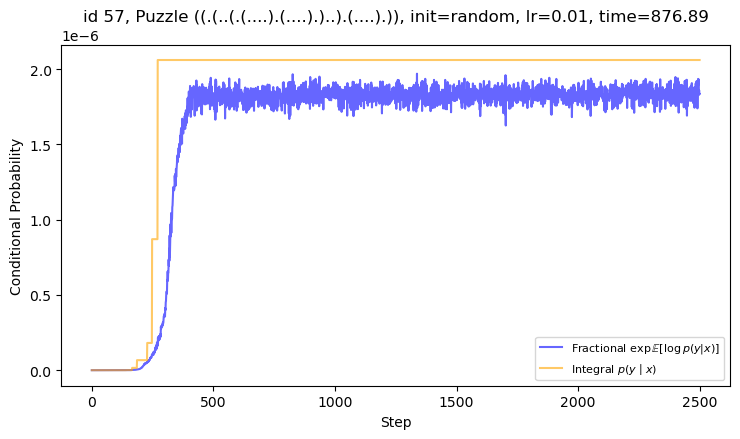 id 57, Puzzle ((.(..(.(....).(....).)..).(....).)), init=random, lr=0.01, time=876.89
1e−6
2.0
1.5
1.0
0.5
0.0
Conditional Probability
Fractional exp𝔼[log p(y|x)]
Integral p(y | x)
0 500 1000 1500 2000 2500
Step